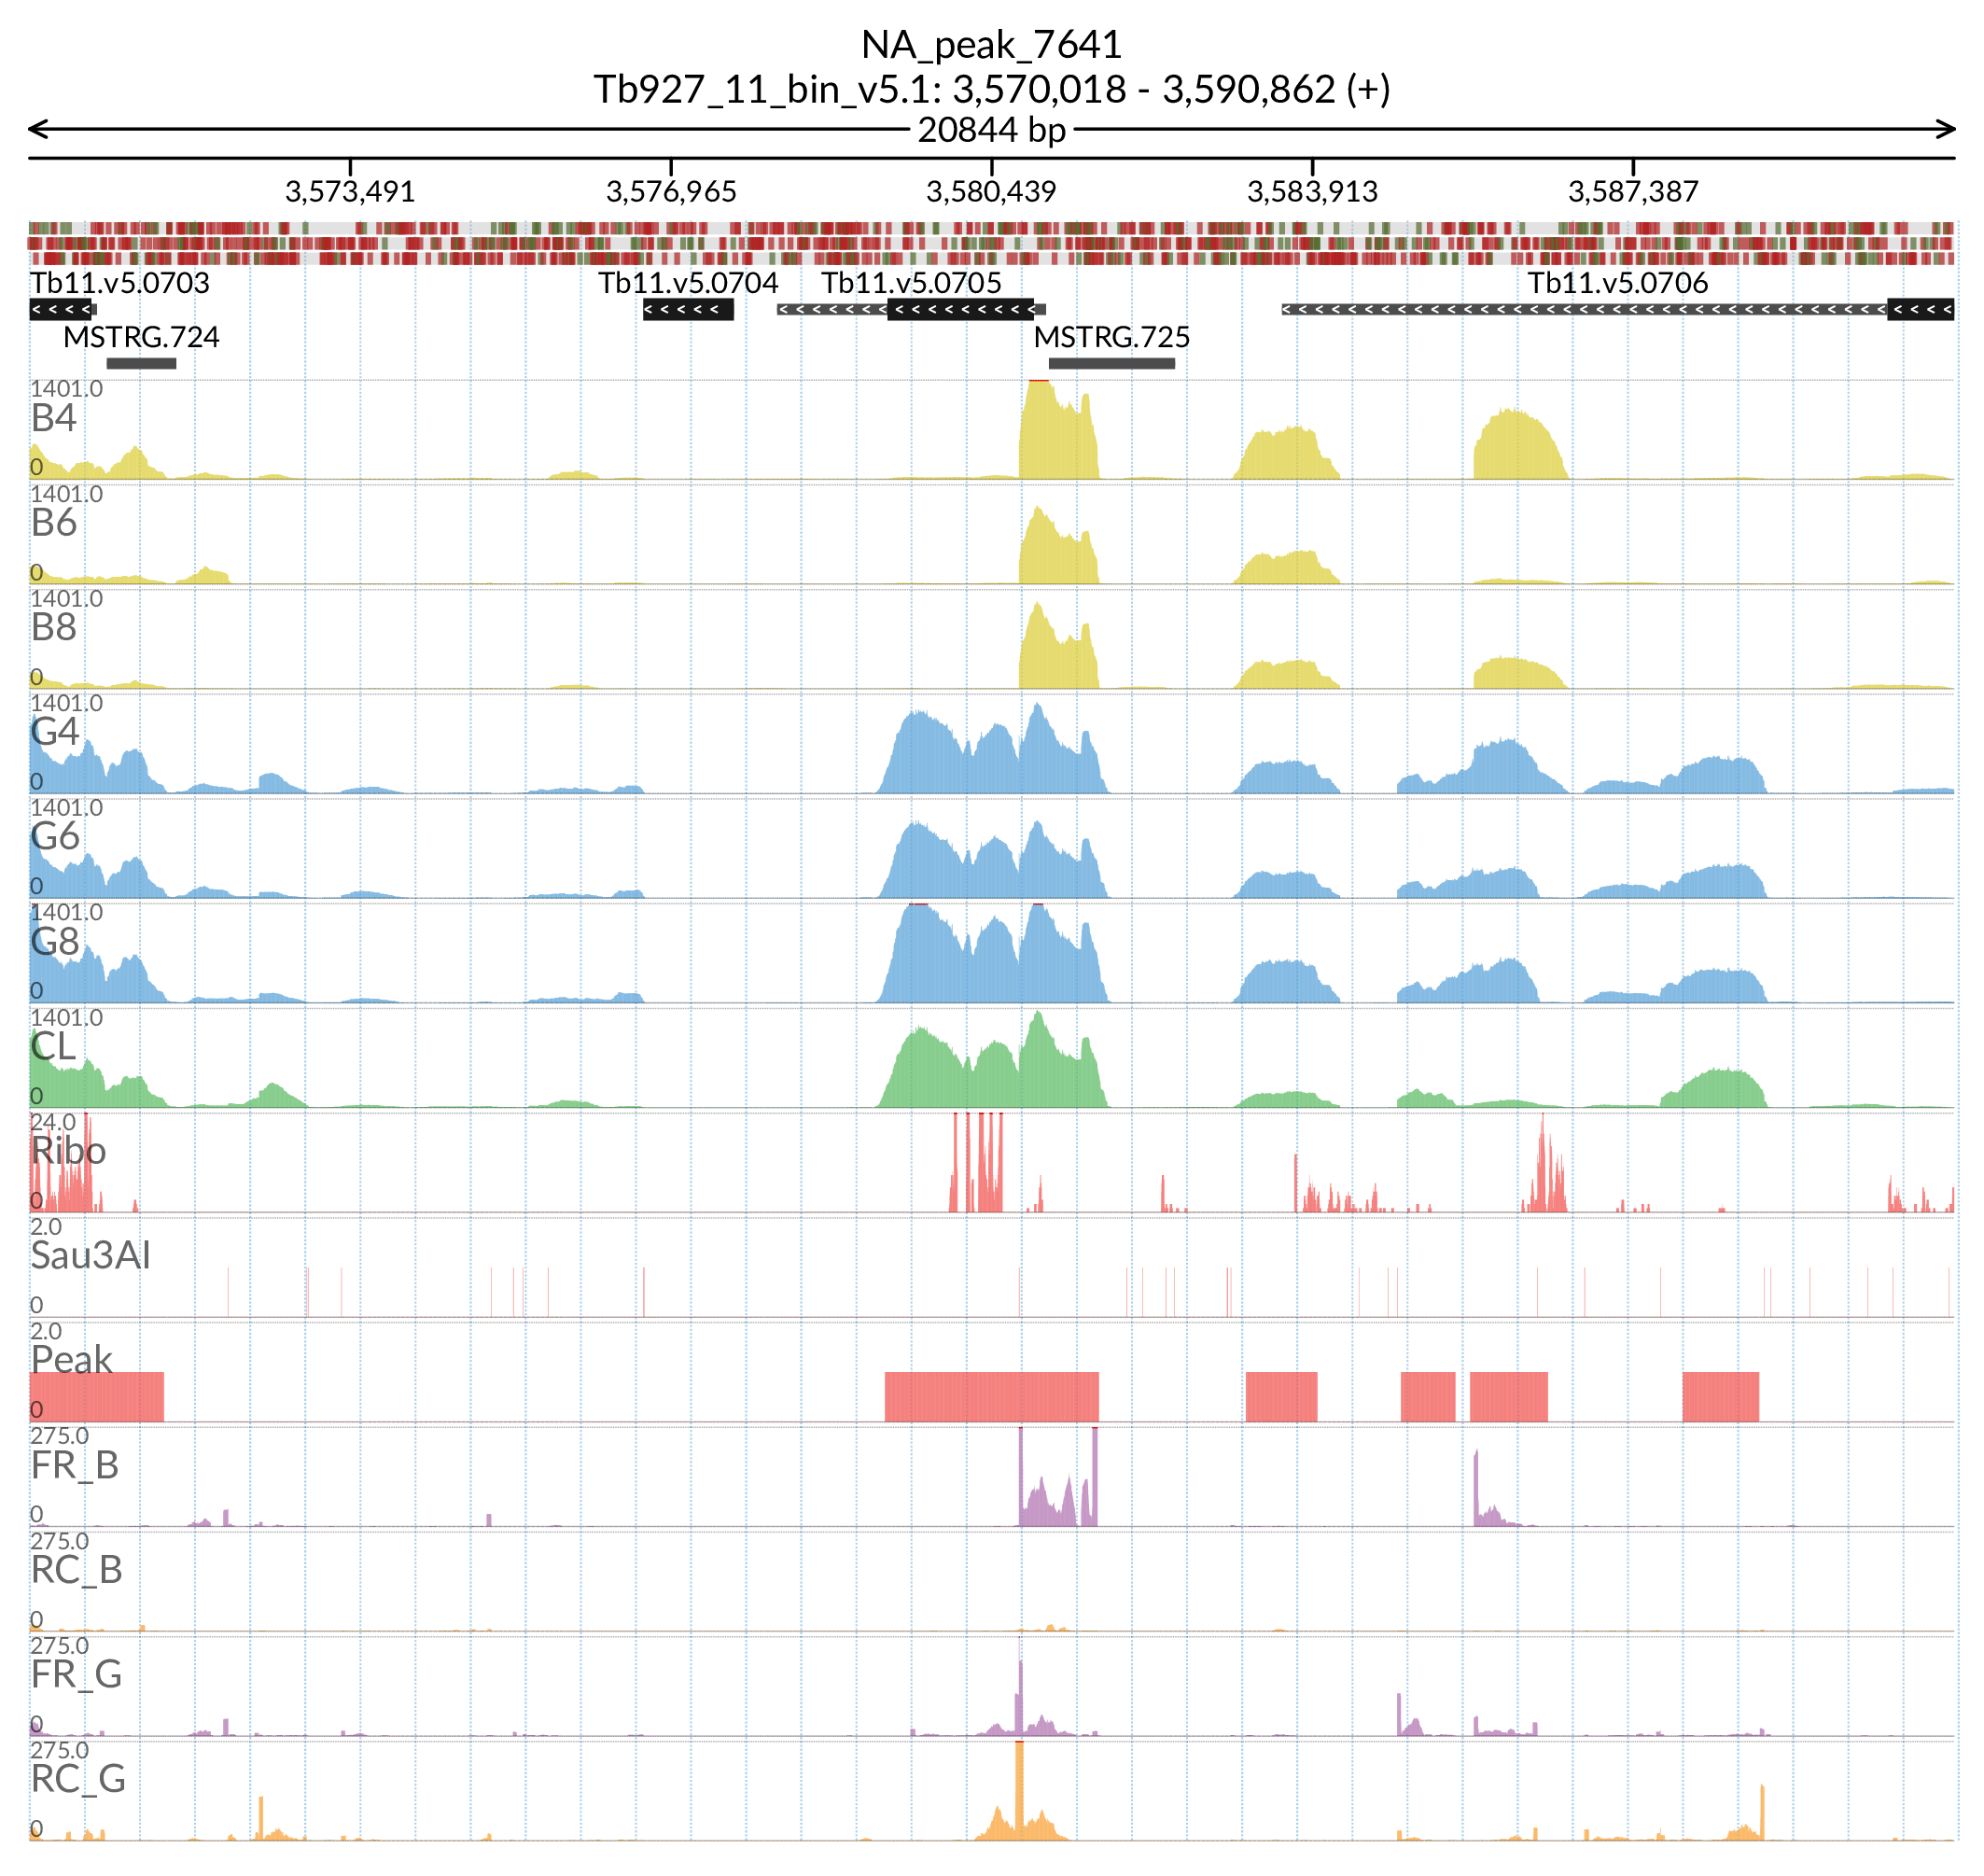 NA_peak_7641
Tb927_11_bin_v5.1: 3,570,018 - 3,590,862 (+)
20844 bp
3,573,491 3,576,965 3,580,439 3,583,913 3,587,387
Tb11.v5.0703 Tb11.v5.0704 Tb11.v5.0705 Tb11.v5.0706
MSTRG.724 MSTRG.725
1401.0
B4
0
1401.0
B6
0
1401.0
B8
0
1401.0
G4
0
1401.0
G6
0
1401.0
G8
0
1401.0
CL
0
24.0
Ribo
0
2.0
Sau3AI
0
2.0
Peak
0
275.0
FR_B
0
275.0
RC_B
0
275.0
FR_G
0
275.0
RC_G
0